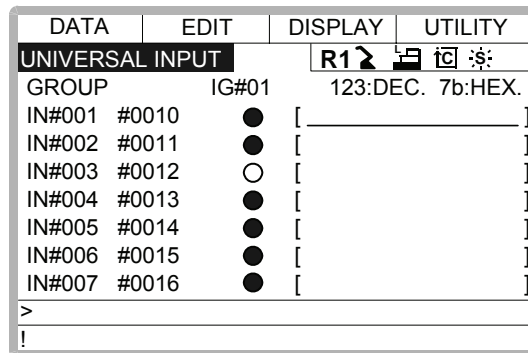 DATA EDIT DISPLAY UTILITY
UNIVERSAL INPUT R1 C S
GROUP IG#01 123:DEC. 7b:HEX.
IN#001 #0010 [ ]
IN#002 #0011 [ ]
IN#003 #0012 [ ]
IN#004 #0013 [ ]
IN#005 #0014 [ ]
IN#006 #0015 [ ]
IN#007 #0016 [ ]
>
!